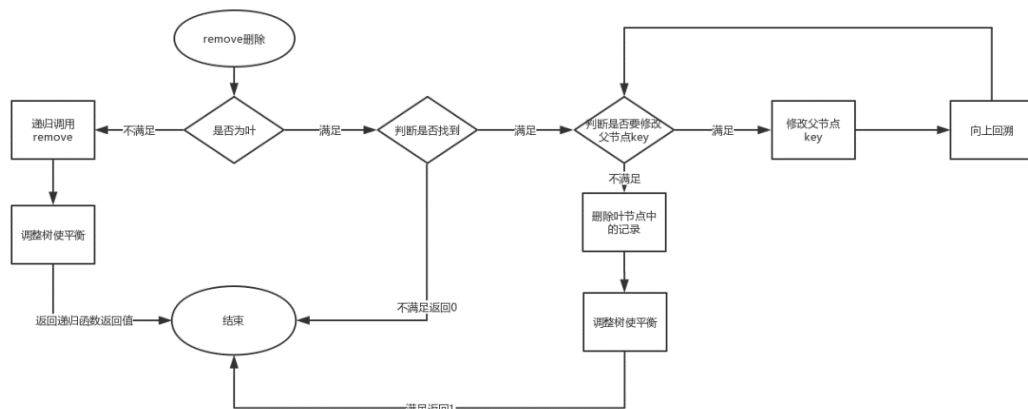 remove删除
递归调用
remove
不满足
是否为叶
满足
判断是否找到
满足
判断是否要修改
父节点key
满足
修改父节点
key
向上回溯
不满足
删除叶节点中
的记录
调整树使平衡
不满足返回0
返回递归函数返回值
结束
调整树使平衡
满足返回1